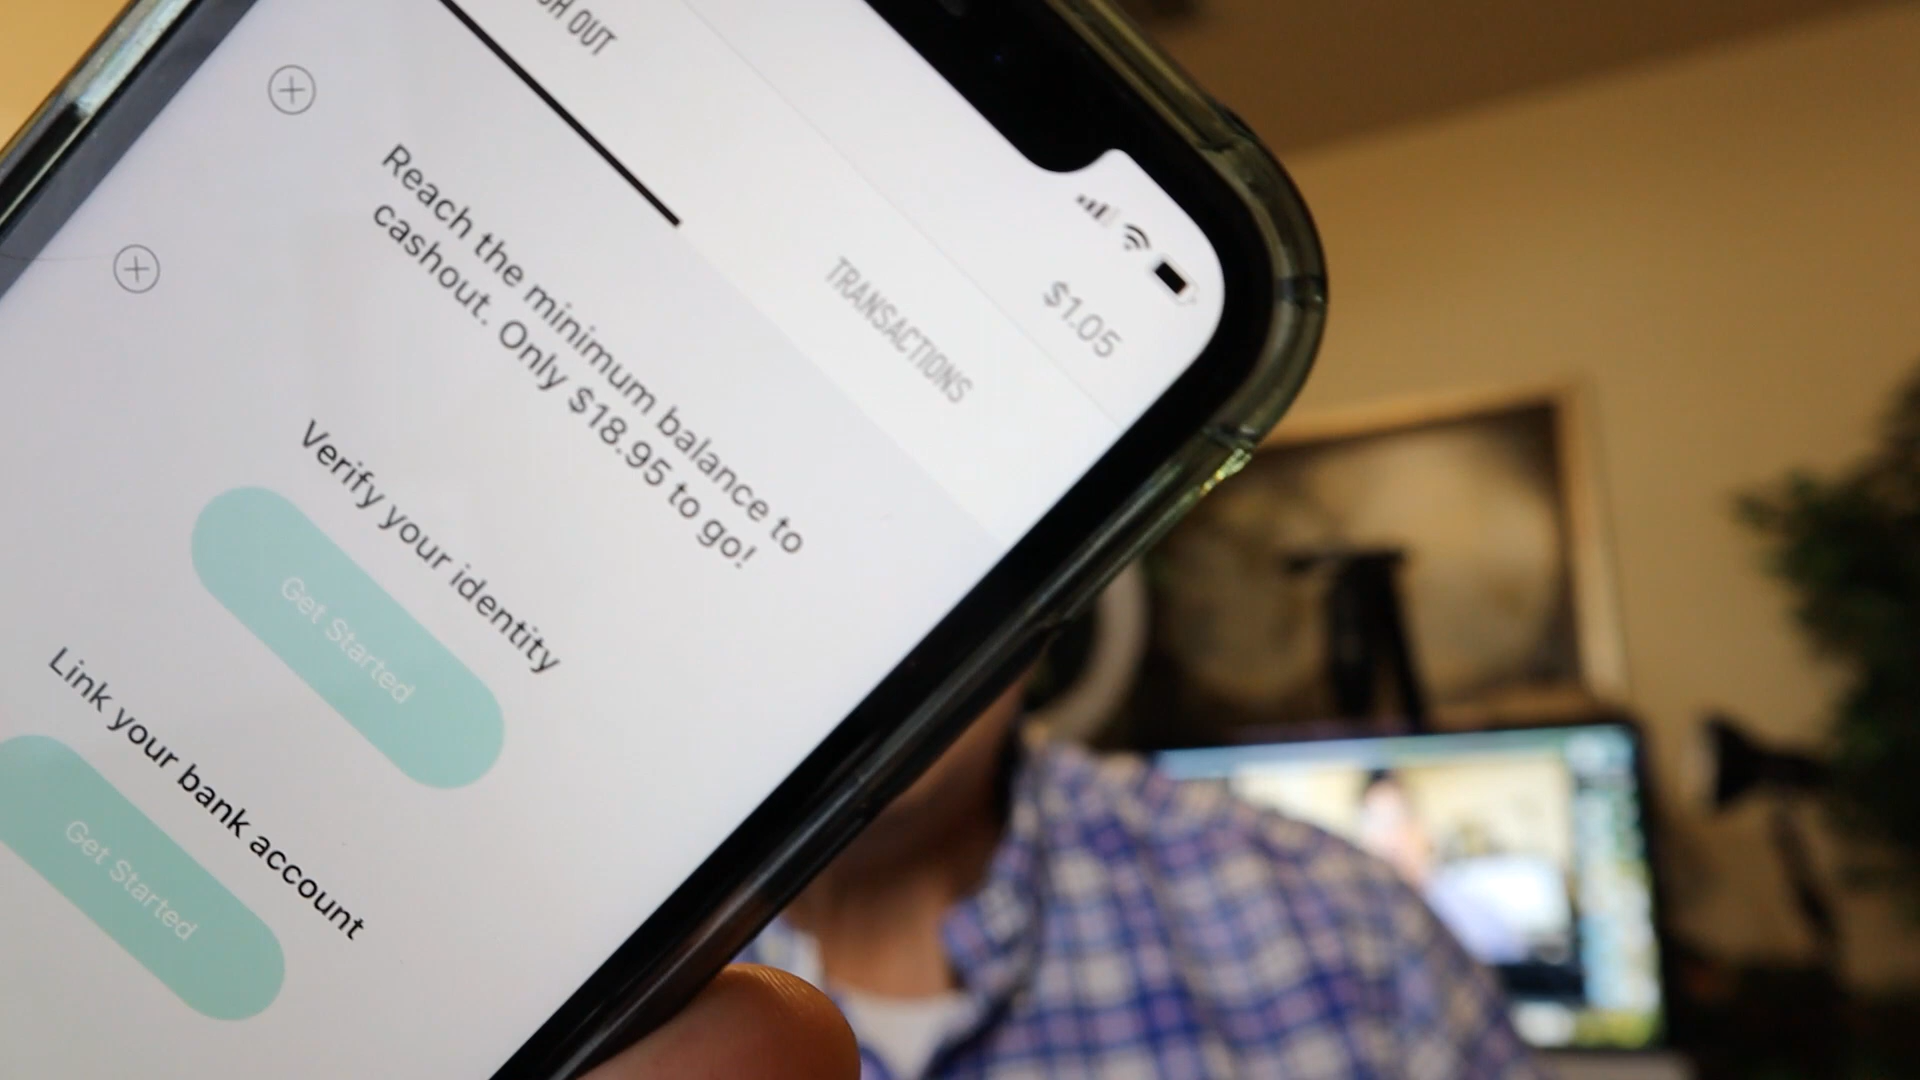 $1.05
OUT
TRANSACTIONS
Reach the minimum balance to
cashout. Only $18.95 to go!
Verify your identity
Get Started
Link your bank account
Get Started